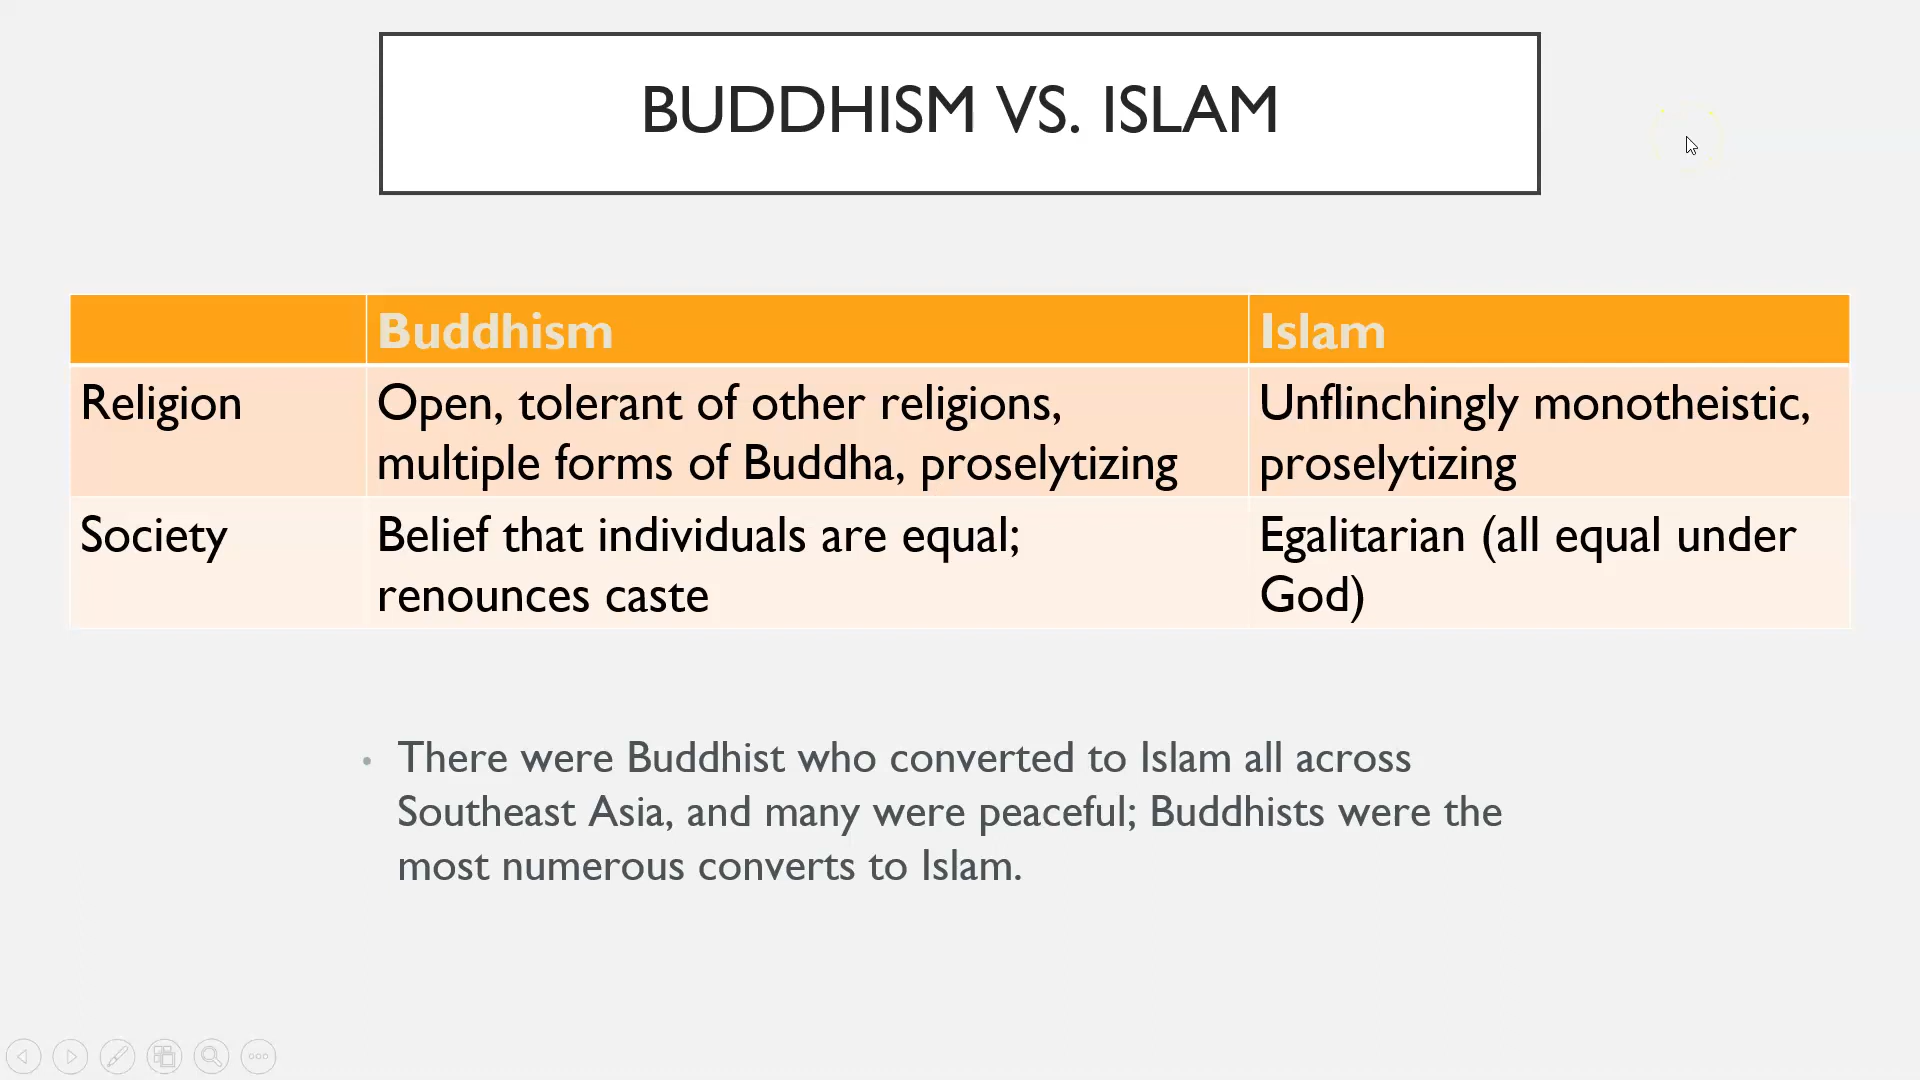 BUDDHISM VS. ISLAM
Buddhism Islam
Religion Open, tolerant of other religions, Unflinchingly monotheistic,
multiple forms of Buddha, proselytizing proselytizing
Society Belief that individuals are equal; Egalitarian (all equal under
renounces caste God)
• There were Buddhist who converted to Islam all across
Southeast Asia, and many were peaceful; Buddhists were the
most numerous converts to Islam.